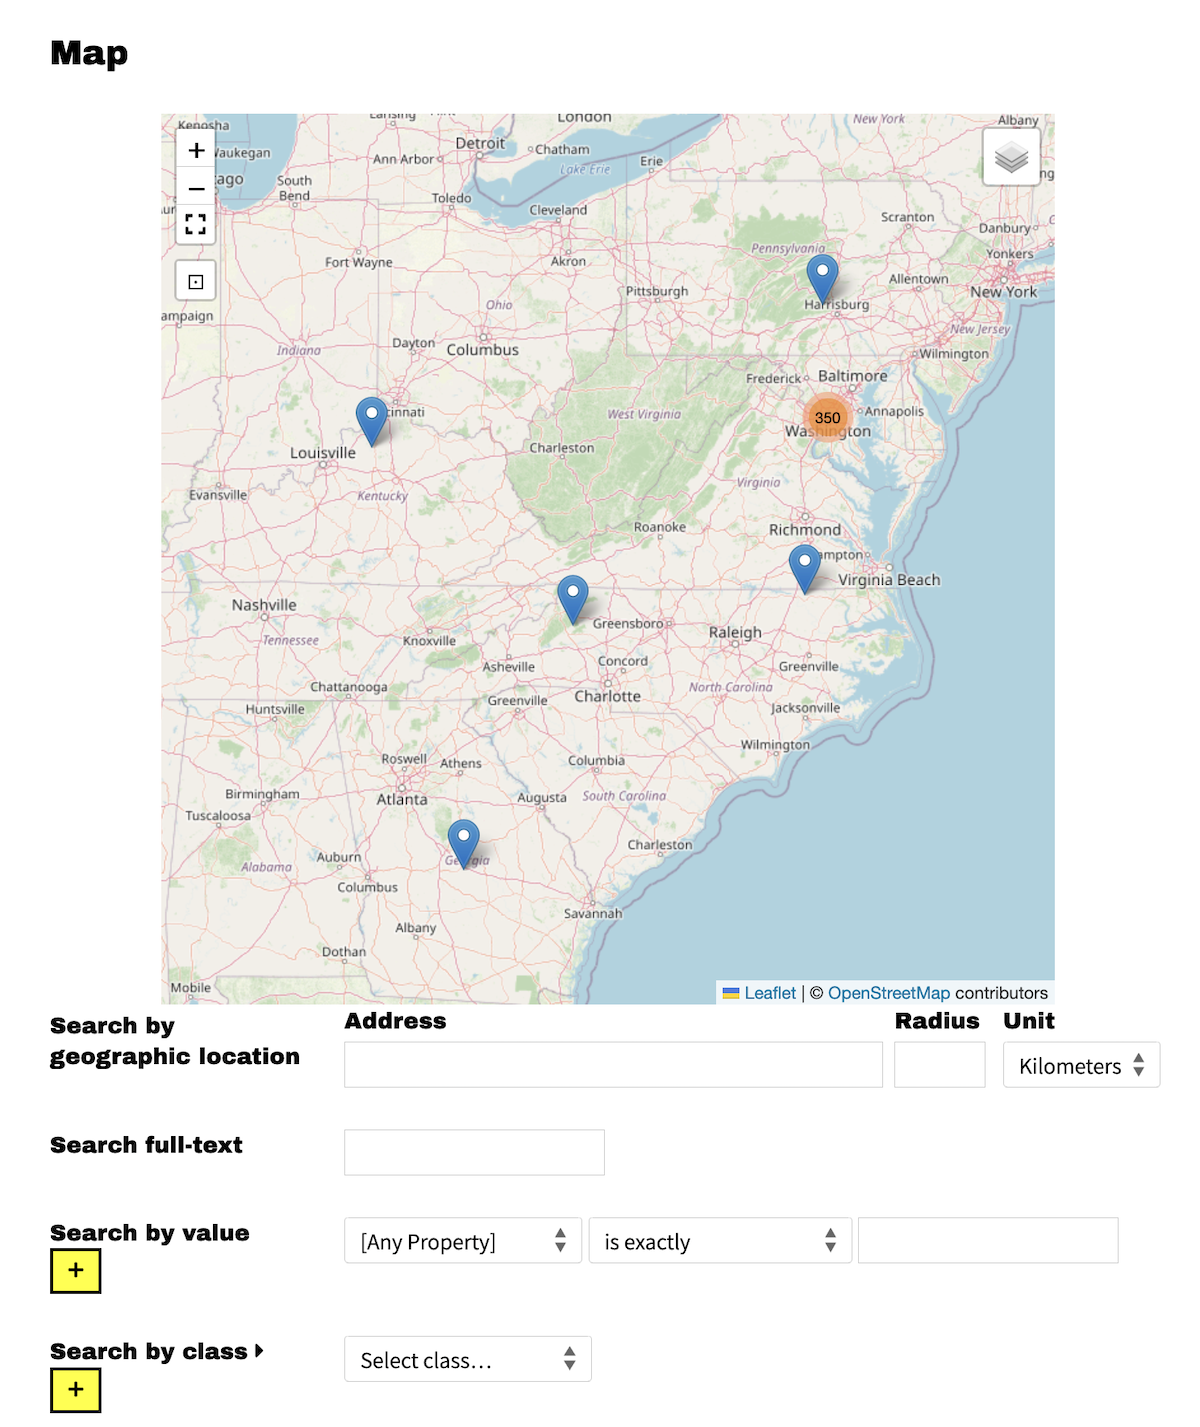 Map
London
New York
Albany
Kenosha
Detroit
Chatham
Waukegan
Ann Arbor
Erie
Lake Erie
South Bend
Toledo
Cleveland
Scranton
Danbury
Pennsylvania
Yonkers
Fort Wayne
Akron
Allentown
Pittsburgh
New York
Ohio
Harrisburg
ampaign
New Jersey
Dayton
Columbus
Indiana
Wilmington
Frederick
Baltimore
cinnati
West Virginia
350
Annapolis
Washington
Louisville
Charleston
Evansville
Kentucky
Virginia
Roanoke
Richmond
ampton
Virginia Beach
Nashville
Greensboro
Raleigh
Tennessee
Knoxville
Asheville
Concord
Greenville
Chattanooga
Greenville
Charlotte
North Carolina
Huntsville
Jacksonville
Wilmington
Roswell
Athens
Columbia
Birmingham
Atlanta
Augusta
South Carolina
Tuscaloosa
Charleston
Auburn
Georgia
Alabama
Columbus
Savannah
Albany
Dothan
Mobile
Leaflet | © OpenStreetMap contributors
Search by geographic location
Address
Radius
Unit
Kilometers
Search full-text
Search by value
[Any Property]
is exactly
+
Search by class
Select class...
+